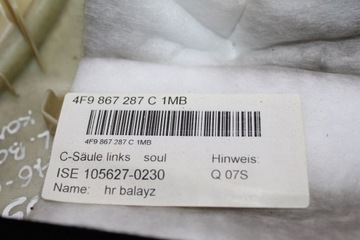 4F9 867 287 C 1MB
4F9 867 287 C 1MB
C-Säule links soul Hinweis:
ISE 105627-0230 Q 07S
Name: hr balayz